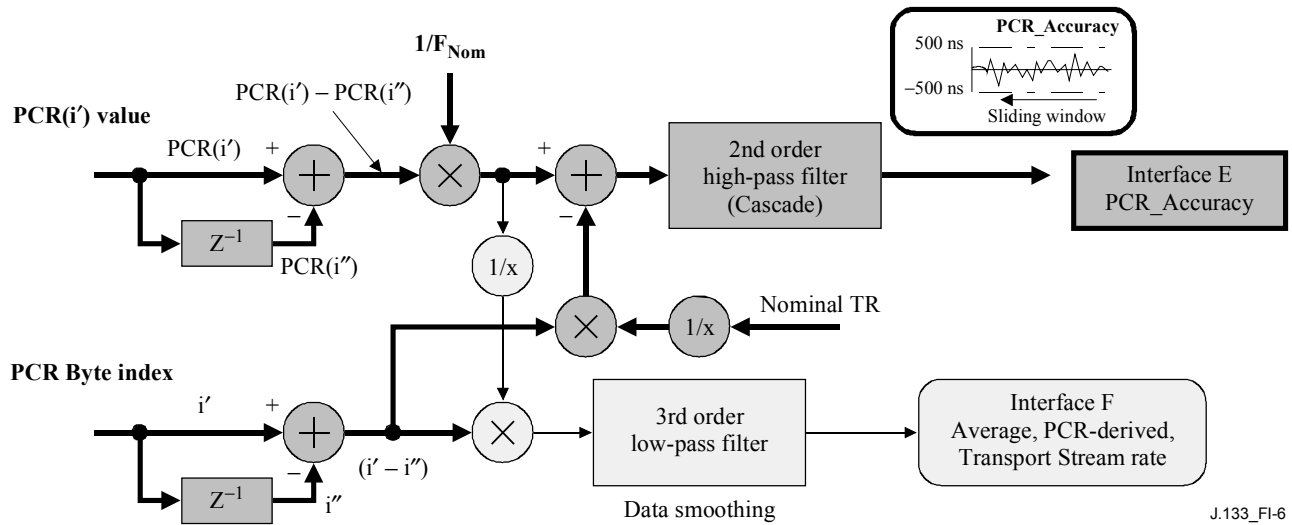 PCR_Accuracy
500 ns
–500 ns
Sliding window
1/F_Nom
PCR(i′) – PCR(i″)
PCR(i′) value
PCR(i′)
+
+
×
+
+
–
–
2nd order
high-pass filter
(Cascade)
Interface E
PCR_Accuracy
Z⁻¹
PCR(i″)
1/x
Nominal TR
×
1/x
PCR Byte index
i′
+
+
–
(i′ – i″)
×
3rd order
low-pass filter
Interface F
Average, PCR-derived,
Transport Stream rate
Z⁻¹
i″
Data smoothing
J.133_FI-6